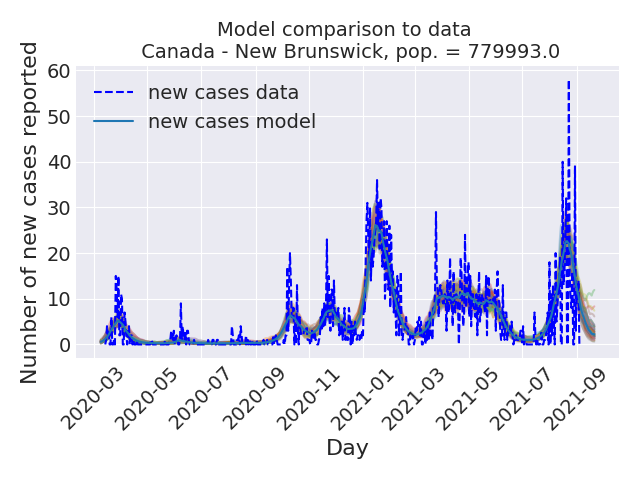 Model comparison to data
Canada - New Brunswick, pop. = 779993.0
Number of new cases reported
60
50
40
30
20
10
0
new cases data
new cases model
2020-03
2020-05
2020-07
2020-09
2020-11
2021-01
2021-03
2021-05
2021-07
2021-09
Day